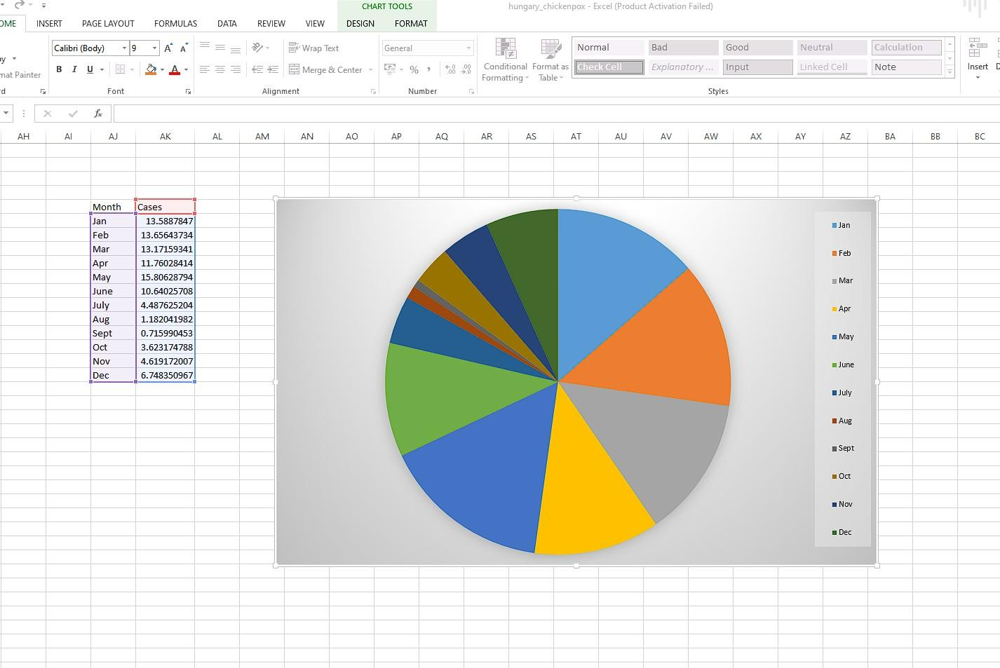 CHART TOOLS
hungary_chickenpox - Excel (Product Activation Failed)
OME INSERT PAGE LAYOUT FORMULAS DATA REVIEW VIEW DESIGN FORMAT
Calibri (Body) 9 A A Wrap Text General Normal Bad Good Neutral Calculation
py
mat Painter B I U A Merge & Center % , Conditional Formatting Format as Table Check Cell Explanatory ... Input Linked Cell Note Insert D
d Font Alignment Number Styles
fx
AH AI AJ AK AL AM AN AO AP AQ AR AS AT AU AV AW AX AY AZ BA BB BC
Month Cases
Jan 13.5887847
Feb 13.65643734
Mar 13.17159341
Apr 11.76028414
May 15.80628794
June 10.64025708
July 4.487625204
Aug 1.182041982
Sept 0.715990453
Oct 3.623174788
Nov 4.619172007
Dec 6.748350967
Jan
Feb
Mar
Apr
May
June
July
Aug
Sept
Oct
Nov
Dec